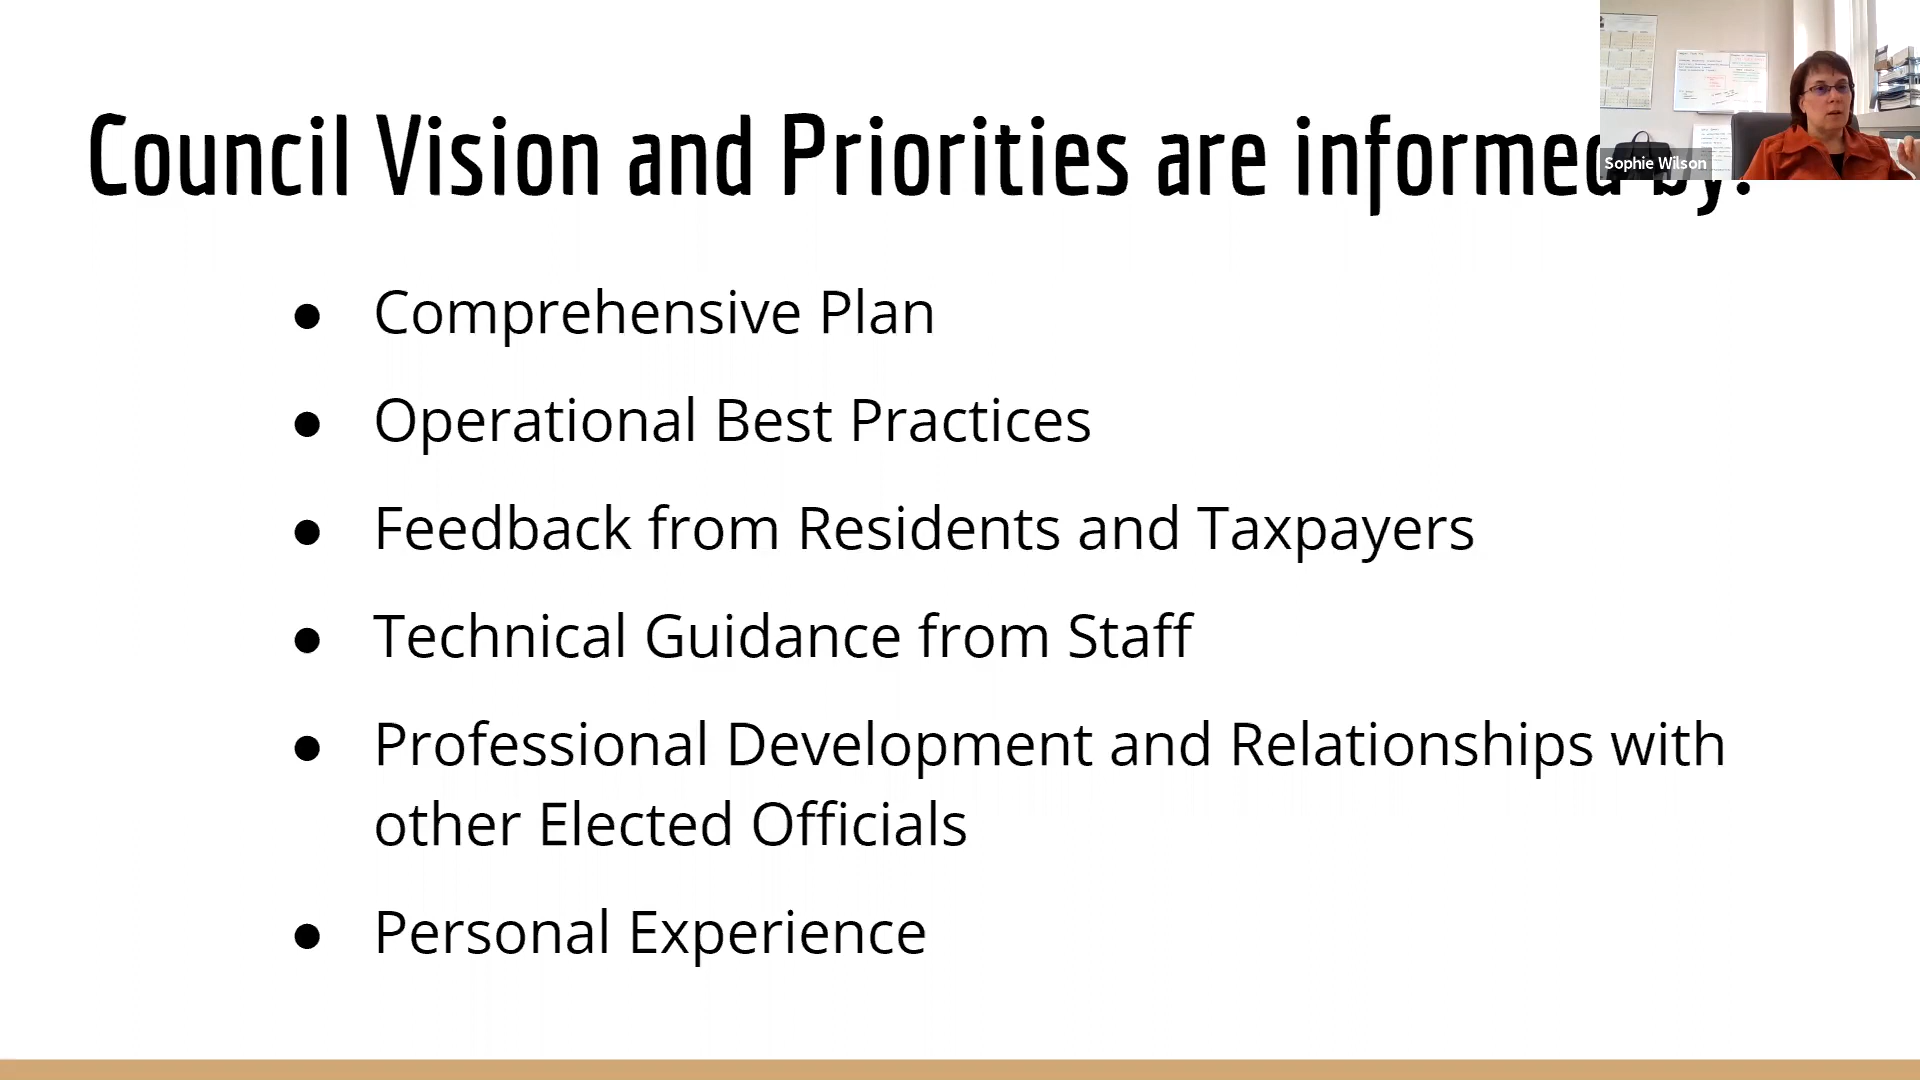 Council Vision and Priorities are informed by:
Sophie Wilson
● Comprehensive Plan
● Operational Best Practices
● Feedback from Residents and Taxpayers
● Technical Guidance from Staff
● Professional Development and Relationships with
other Elected Officials
● Personal Experience